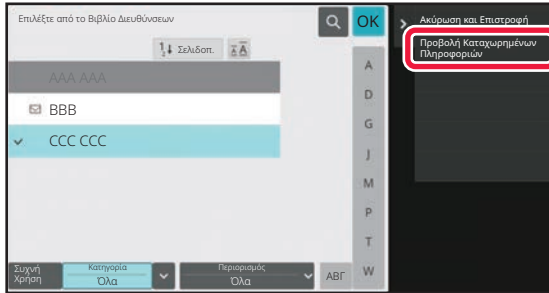 Επιλέξτε από το Βιβλίο Διευθύνσεων
OK
Ακύρωση και Επιστροφή
Προβολή Καταχωρημένων
Πληροφοριών
Σελιδοπ.
AAA AAA
BBB
CCC CCC
A
D
G
J
M
P
T
W
Συχνή
Χρήση
Κατηγορία
Όλα
Περιορισμός
Όλα
ΑΒΓ